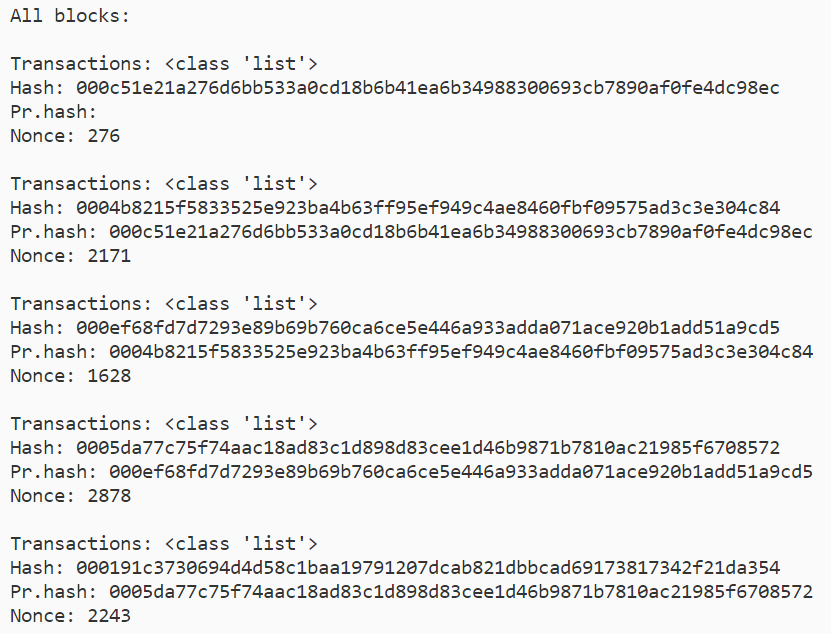 All blocks:
Transactions: <class 'list'>
Hash: 000c51e21a276d6bb533a0cd18b6b41ea6b34988300693cb7890af0fe4dc98ec
Pr.hash:
Nonce: 276
Transactions: <class 'list'>
Hash: 0004b8215f5833525e923ba4b63ff95ef949c4ae8460fbf09575ad3c3e304c84
Pr.hash: 000c51e21a276d6bb533a0cd18b6b41ea6b34988300693cb7890af0fe4dc98ec
Nonce: 2171
Transactions: <class 'list'>
Hash: 000ef68fd7d7293e89b69b760ca6ce5e446a933adda071ace920b1add51a9cd5
Pr.hash: 0004b8215f5833525e923ba4b63ff95ef949c4ae8460fbf09575ad3c3e304c84
Nonce: 1628
Transactions: <class 'list'>
Hash: 0005da77c75f74aac18ad83c1d898d83cee1d46b9871b7810ac21985f6708572
Pr.hash: 000ef68fd7d7293e89b69b760ca6ce5e446a933adda071ace920b1add51a9cd5
Nonce: 2878
Transactions: <class 'list'>
Hash: 000191c3730694d4d58c1baa19791207dcab821dbbcad69173817342f21da354
Pr.hash: 0005da77c75f74aac18ad83c1d898d83cee1d46b9871b7810ac21985f6708572
Nonce: 2243